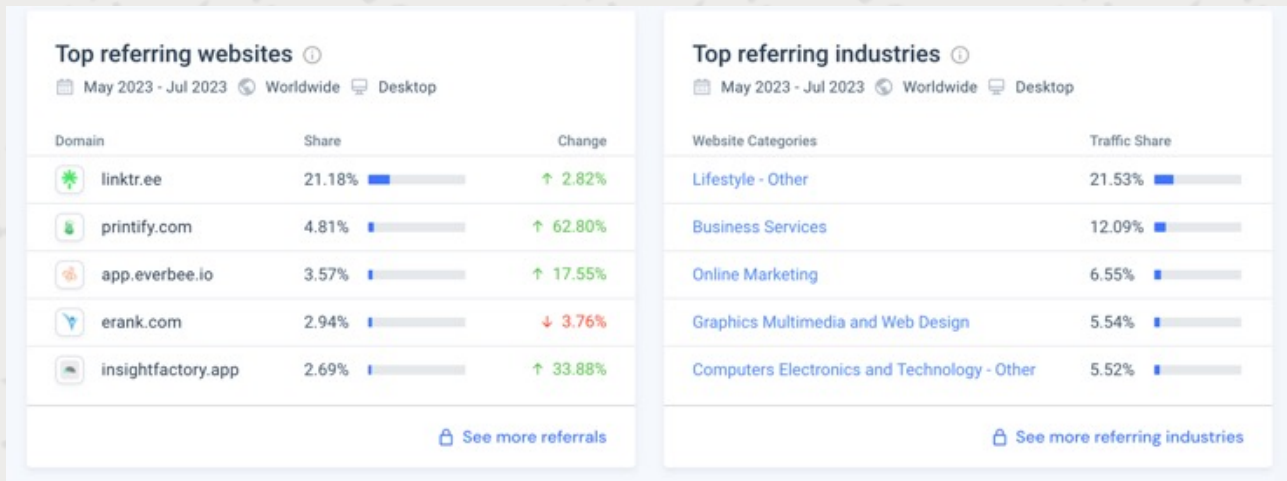 Top referring websites
May 2023 - Jul 2023 Worldwide Desktop
Domain Share Change
linktr.ee 21.18% ↑ 2.82%
printify.com 4.81% ↑ 62.80%
app.everbee.io 3.57% ↑ 17.55%
erank.com 2.94% ↓ 3.76%
insightfactory.app 2.69% ↑ 33.88%
See more referrals
Top referring industries
May 2023 - Jul 2023 Worldwide Desktop
Website Categories Traffic Share
Lifestyle - Other 21.53%
Business Services 12.09%
Online Marketing 6.55%
Graphics Multimedia and Web Design 5.54%
Computers Electronics and Technology - Other 5.52%
See more referring industries